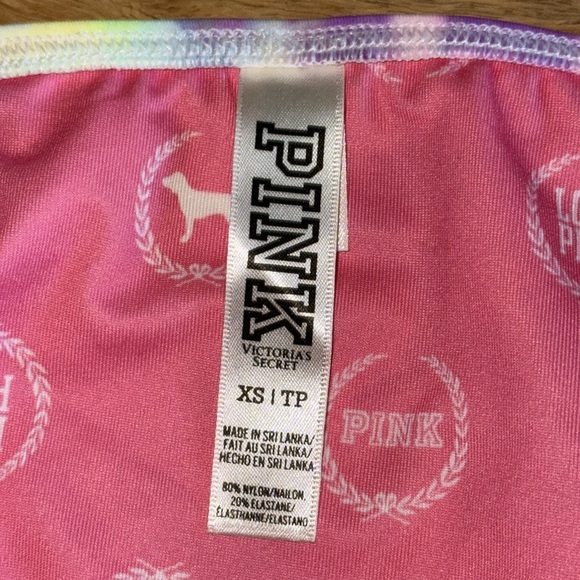 PINK
VICTORIA'S
SECRET
XS | TP
MADE IN SRI LANKA/
FAIT AU SRI LANKA/
HECHO EN SRI LANKA
80% NYLON/NAILON,
20% ELASTANE/
ÉLASTHANNE/ELASTANO
PINK